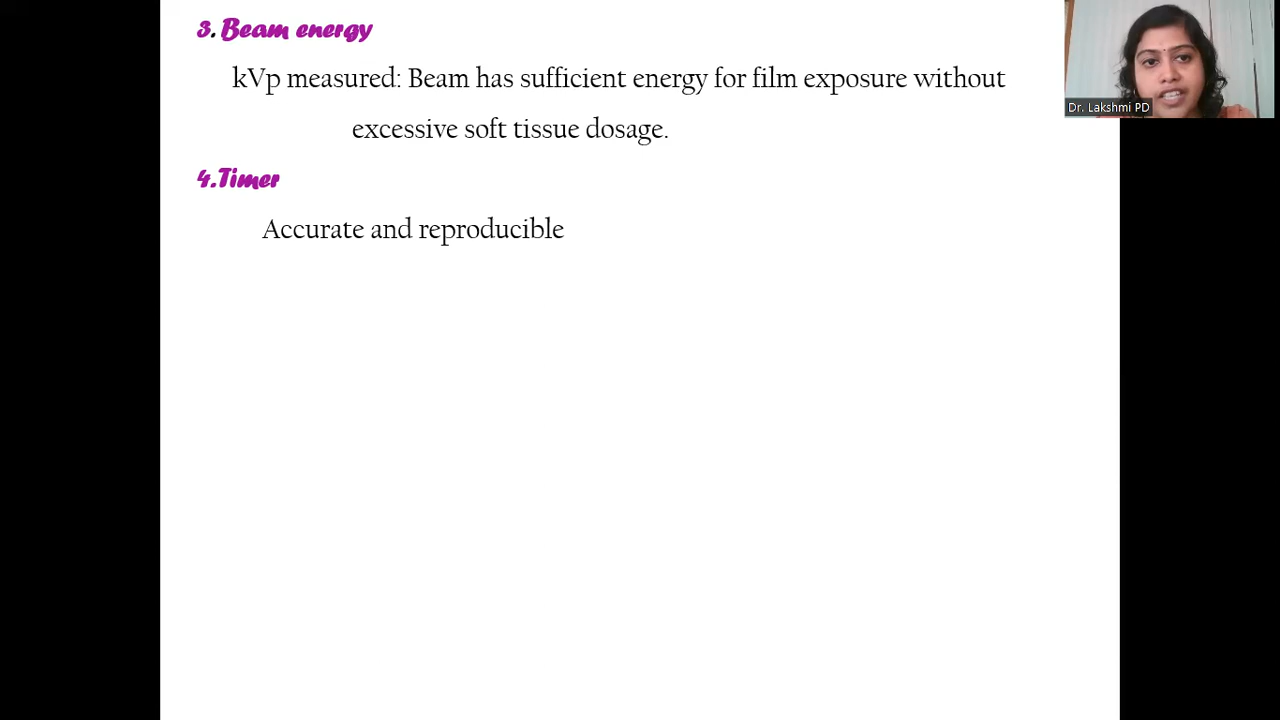 3. Beam energy
kVp measured: Beam has sufficient energy for film exposure without
excessive soft tissue dosage.
4.Timer
Accurate and reproducible
Dr. Lakshmi PD